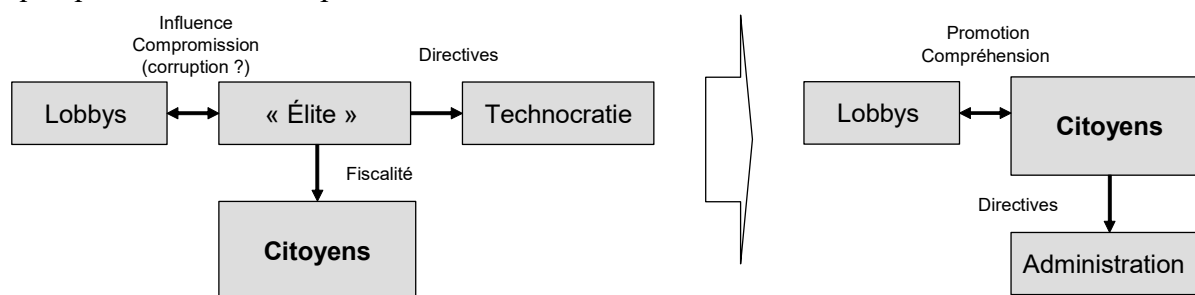 Influence
Compromission
(corruption ?)
Directives
Lobbys
« Élite »
Technocratie
Fiscalité
Citoyens
Promotion
Compréhension
Lobbys
Citoyens
Directives
Administration